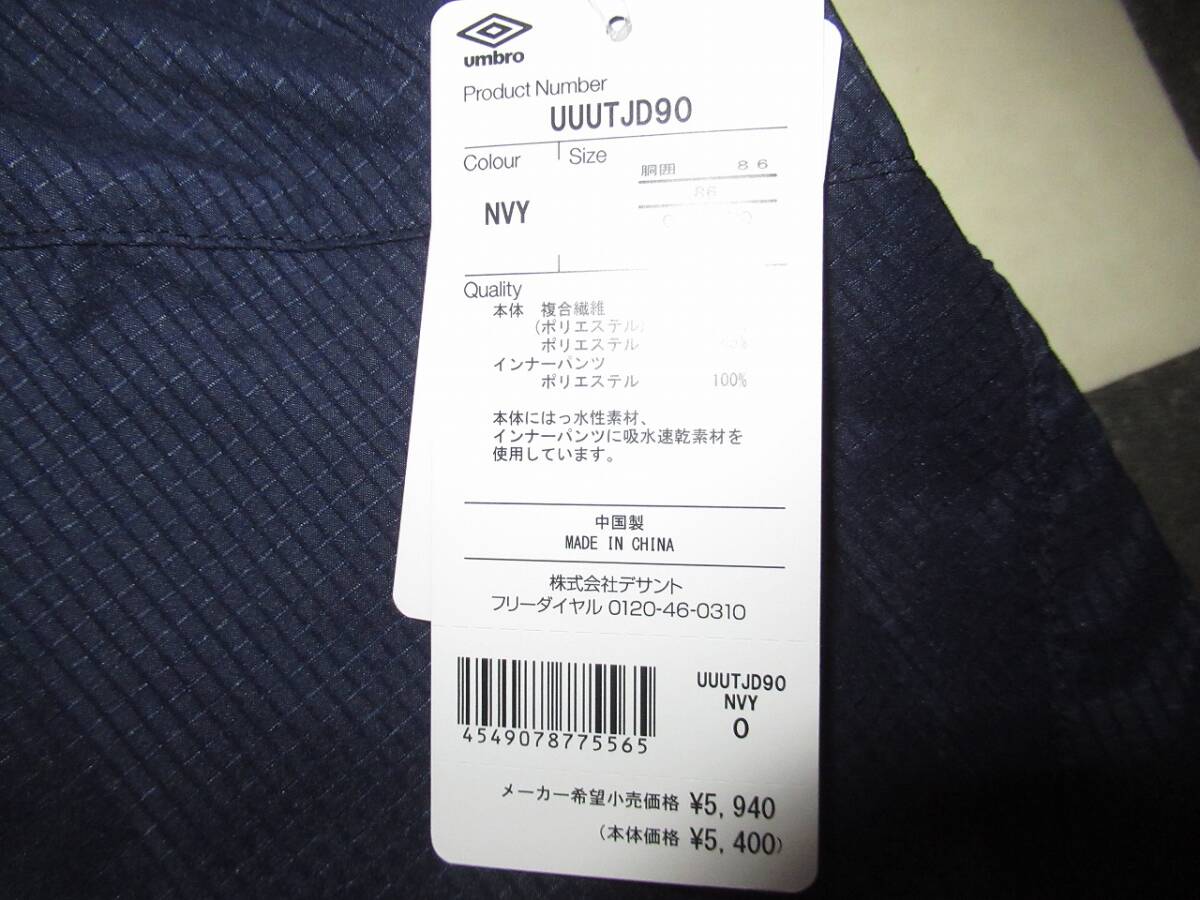 umbro
Product Number
UUUTJD90
Colour
Size
胴囲 86
86
NVY
Quality
本体 複合繊維
(ポリエステル)
ポリエステル
インナーパンツ
ポリエステル 100%
本体にはっ水性素材、
インナーパンツに吸水速乾素材を
使用しています。
中国製
MADE IN CHINA
株式会社デサント
フリーダイヤル 0120-46-0310
UUUTJD90
NVY
O
4549078775565
メーカー希望小売価格 ¥5,940
(本体価格 ¥5,400)